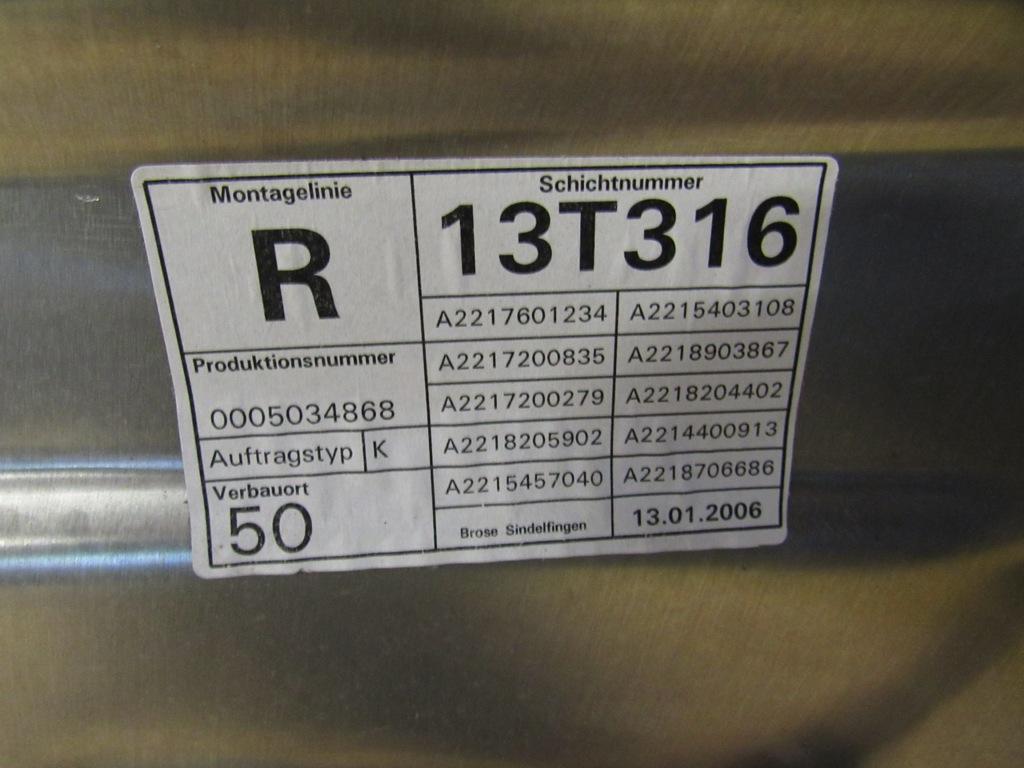 Montagelinie
R
Schichtnummer
13T316
A2217601234 A2215403108
A2217200835 A2218903867
A2217200279 A2218204402
A2218205902 A2214400913
A2215457040 A2218706686
Brose Sindelfingen 13.01.2006
Produktionsnummer
0005034868
Auftragstyp K
Verbauort
50